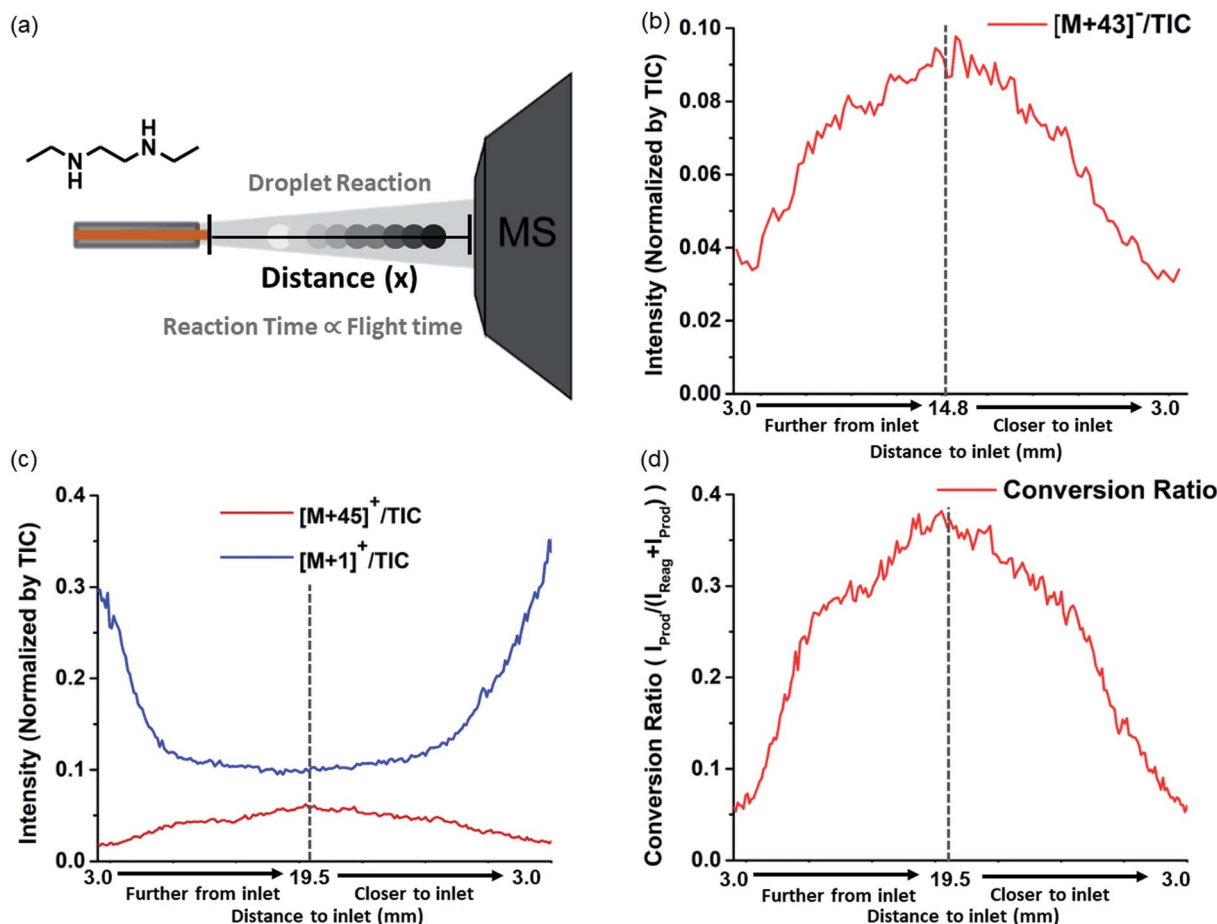 (a)
H
N
N
H
Droplet Reaction
MS
Distance (x)
Reaction Time ∝ Flight time
(b)
[M+43]⁻/TIC
Intensity (Normalized by TIC)
0.10
0.08
0.06
0.04
0.02
0.00
3.0 14.8 3.0
Further from inlet Closer to inlet
Distance to inlet (mm)
(c)
[M+45]⁺/TIC
[M+1]⁺/TIC
Intensity (Normalized by TIC)
0.4
0.3
0.2
0.1
0.0
3.0 19.5 3.0
Further from inlet Closer to inlet
Distance to inlet (mm)
(d)
Conversion Ratio
Conversion Ratio ( I_Prod/(I_Reag+I_Prod) )
0.4
0.3
0.2
0.1
0.0
3.0 19.5 3.0
Further from inlet Closer to inlet
Distance to inlet (mm)